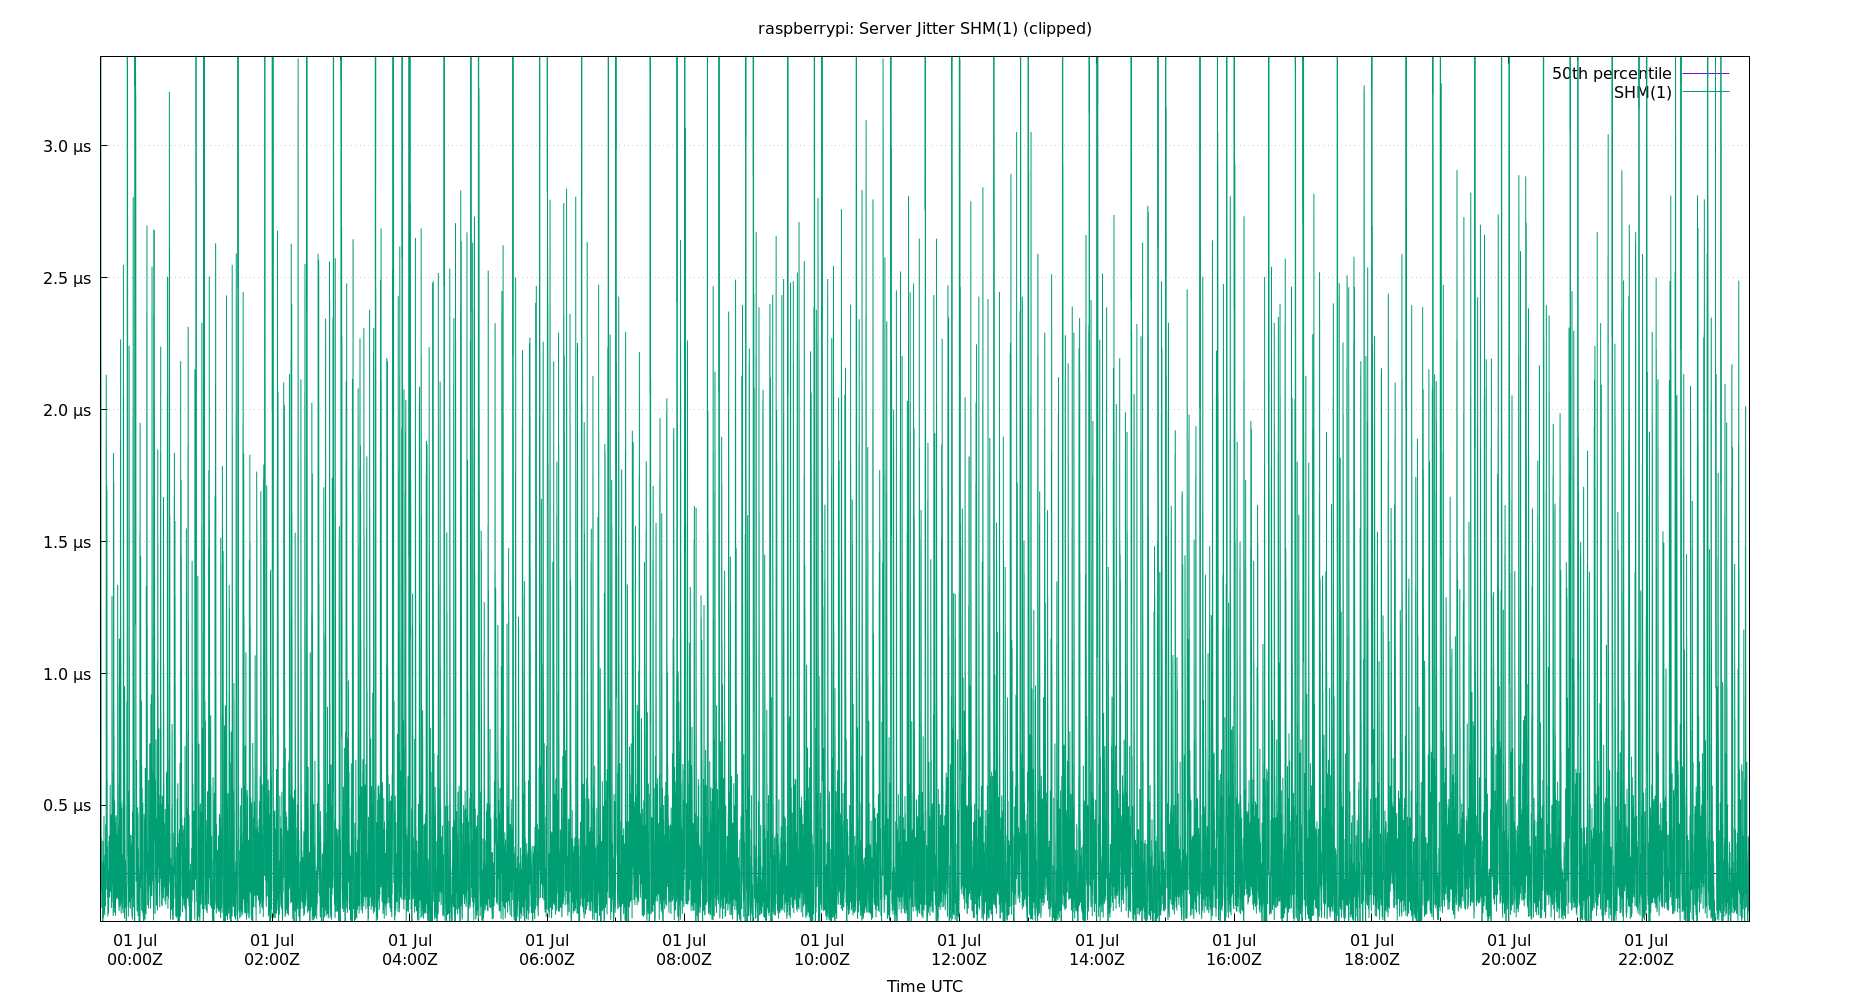 raspberrypi: Server Jitter SHM(1) (clipped)
50th percentile
SHM(1)
3.0 μs
2.5 μs
2.0 μs
1.5 μs
1.0 μs
0.5 μs
01 Jul 01 Jul 01 Jul 01 Jul 01 Jul 01 Jul 01 Jul 01 Jul 01 Jul 01 Jul 01 Jul 01 Jul
00:00Z 02:00Z 04:00Z 06:00Z 08:00Z 10:00Z 12:00Z 14:00Z 16:00Z 18:00Z 20:00Z 22:00Z
Time UTC